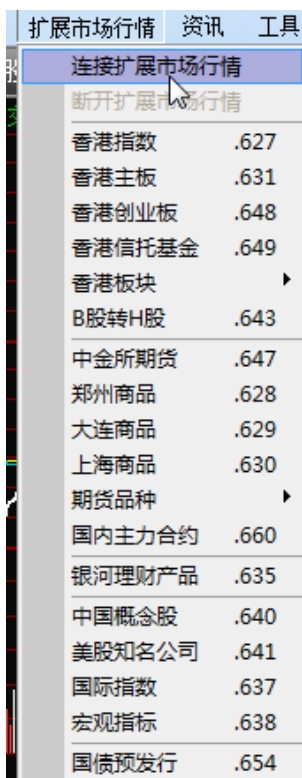 扩展市场行情 资讯 工具
连接扩展市场行情
断开扩展市场行情
香港指数 .627
香港主板 .631
香港创业板 .648
香港信托基金 .649
香港板块
B股转H股 .643
中金所期货 .647
郑州商品 .628
大连商品 .629
上海商品 .630
期货品种
国内主力合约 .660
银河理财产品 .635
中国概念股 .640
美股知名公司 .641
国际指数 .637
宏观指标 .638
国债预发行 .654